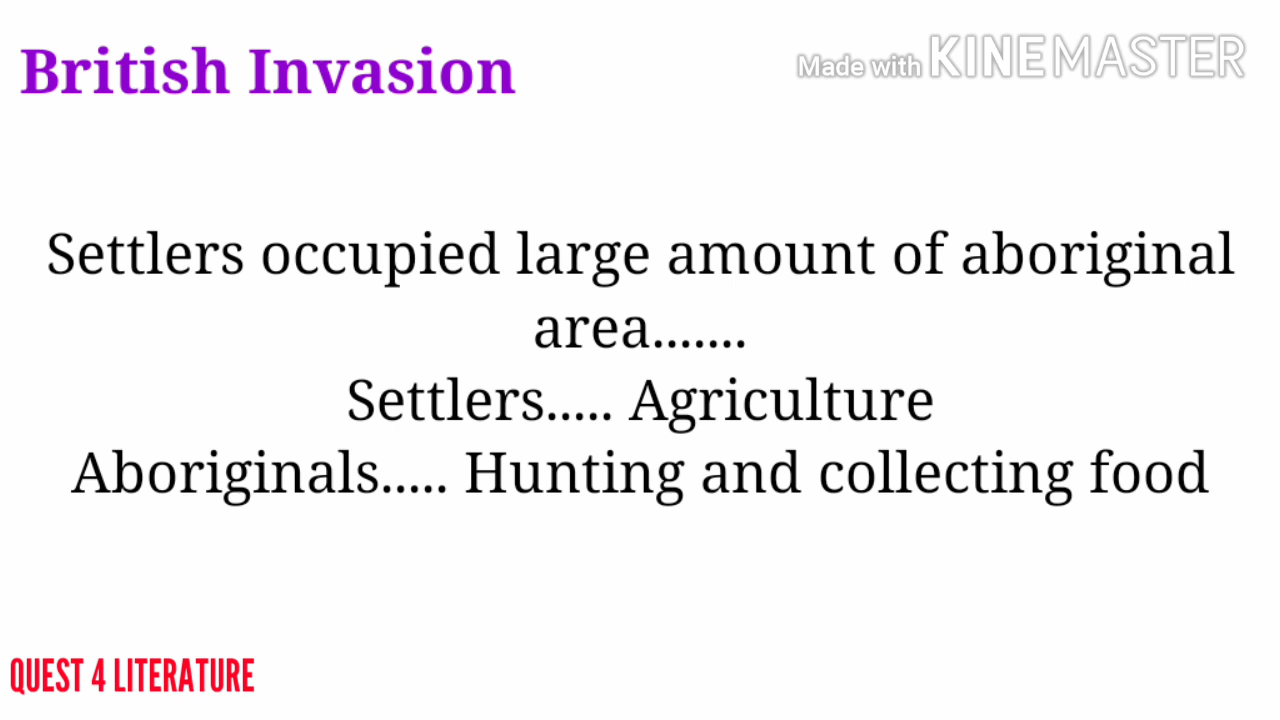 British Invasion
Made with KINEMASTER
Settlers occupied large amount of aboriginal
area.......
Settlers..... Agriculture
Aboriginals..... Hunting and collecting food
QUEST 4 LITERATURE